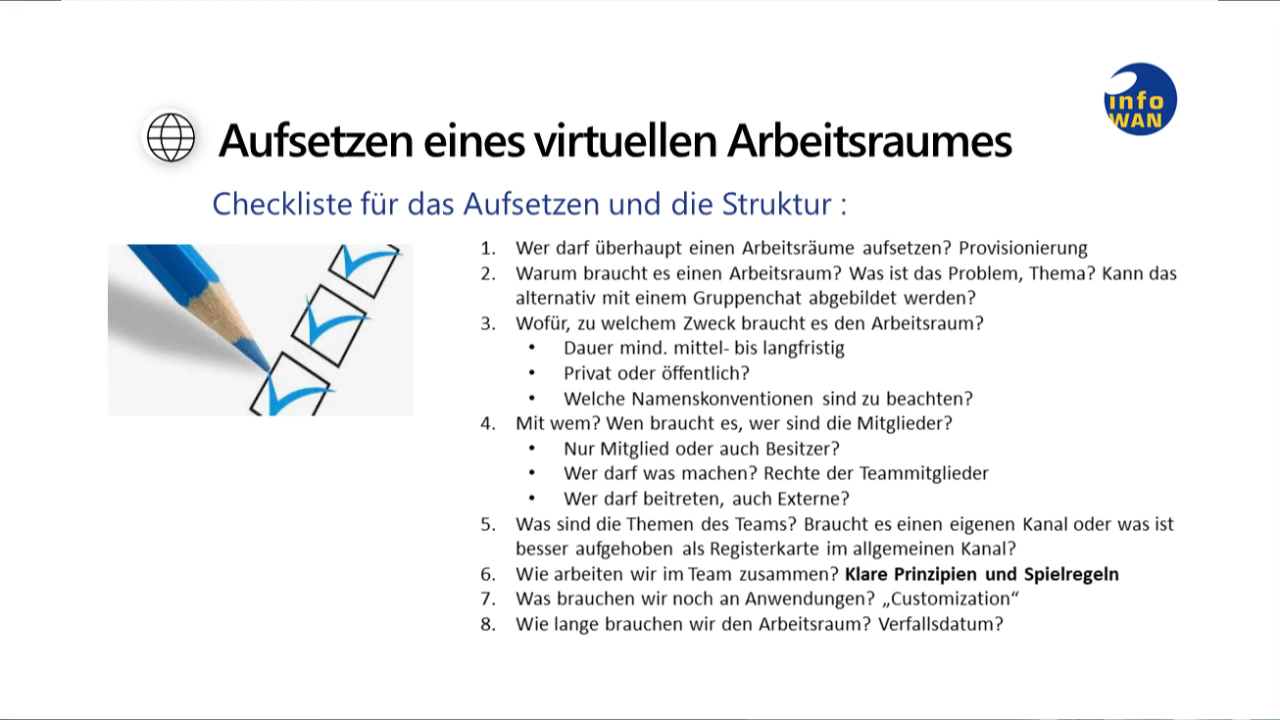 info
WAN
Aufsetzen eines virtuellen Arbeitsraumes
Checkliste für das Aufsetzen und die Struktur :
1. Wer darf überhaupt einen Arbeitsräume aufsetzen? Provisionierung
2. Warum braucht es einen Arbeitsraum? Was ist das Problem, Thema? Kann das
alternativ mit einem Gruppenchat abgebildet werden?
3. Wofür, zu welchem Zweck braucht es den Arbeitsraum?
• Dauer mind. mittel- bis langfristig
• Privat oder öffentlich?
• Welche Namenskonventionen sind zu beachten?
4. Mit wem? Wen braucht es, wer sind die Mitglieder?
• Nur Mitglied oder auch Besitzer?
• Wer darf was machen? Rechte der Teammitglieder
• Wer darf beitreten, auch Externe?
5. Was sind die Themen des Teams? Braucht es einen eigenen Kanal oder was ist
besser aufgehoben als Registerkarte im allgemeinen Kanal?
6. Wie arbeiten wir im Team zusammen? Klare Prinzipien und Spielregeln
7. Was brauchen wir noch an Anwendungen? „Customization“
8. Wie lange brauchen wir den Arbeitsraum? Verfallsdatum?